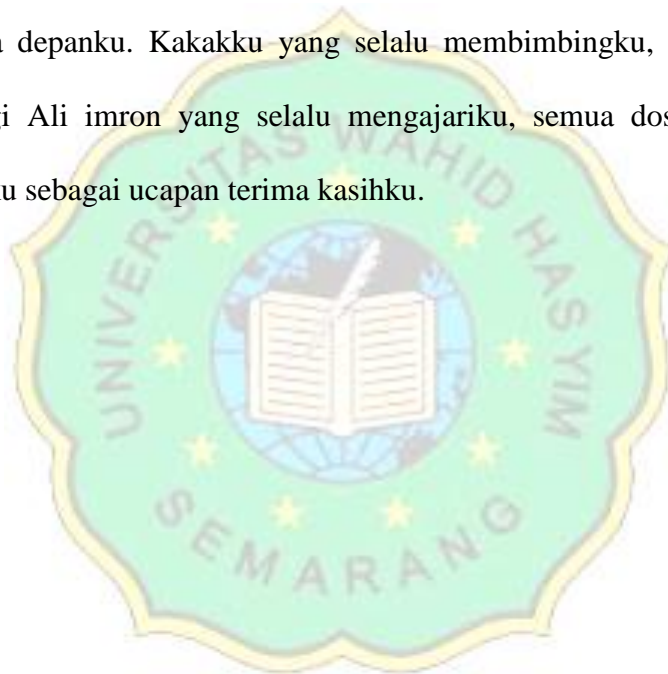 depanku. Kakakku yang selalu membimbingku,
Ali imron yang selalu mengajariku, semua
sebagai ucapan terima kasihku.
UNIVERSITAS WAHID HASYIM
SEMARANG